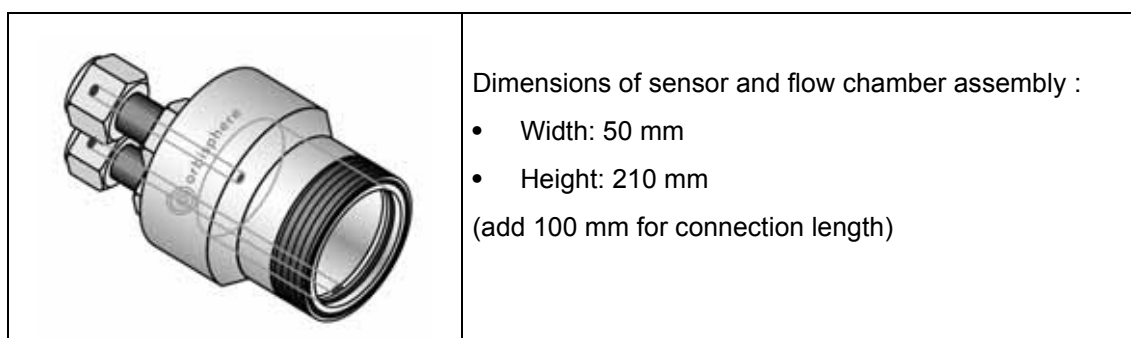 orbisphere
Dimensions of sensor and flow chamber assembly :
• Width: 50 mm
• Height: 210 mm
(add 100 mm for connection length)